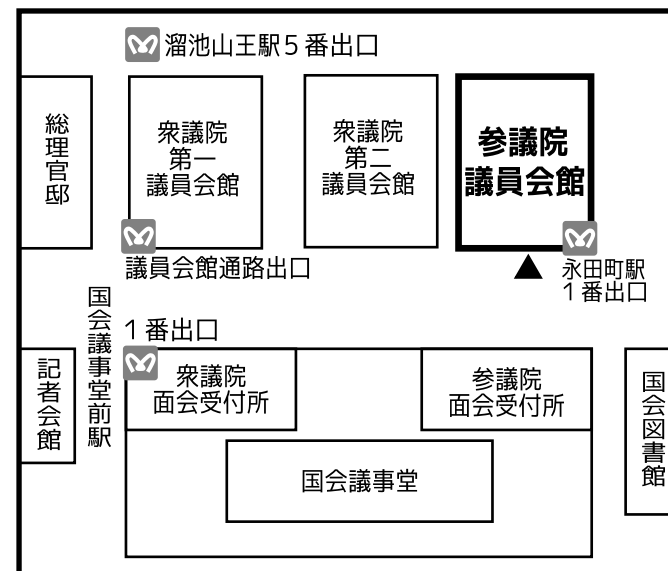 溜池山王駅5番出口
総理官邸
衆議院
第一
議員会館
衆議院
第二
議員会館
参議院
議員会館
議員会館通路出口
永田町駅
1番出口
国会議事堂前駅
1番出口
記者会館
衆議院
面会受付所
参議院
面会受付所
国会図書館
国会議事堂